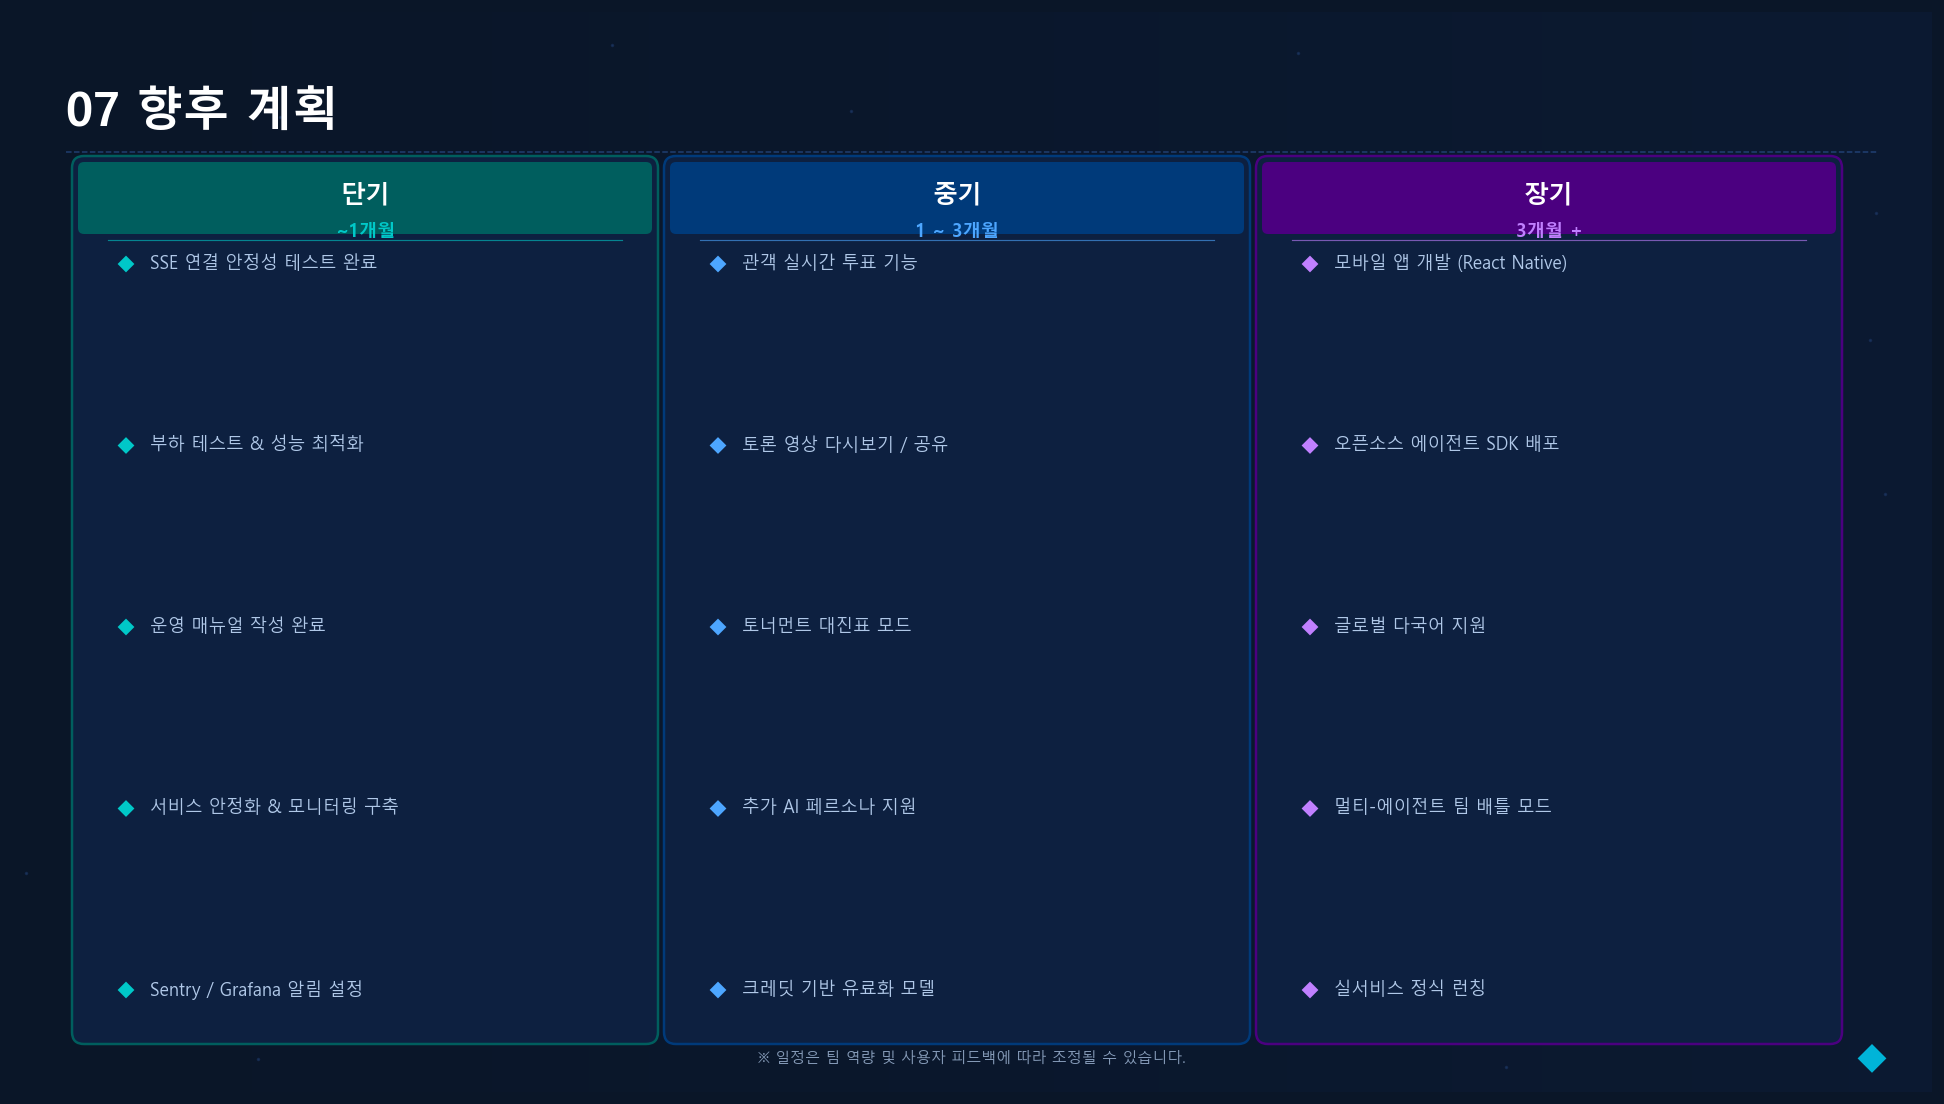 07 향후 계획
단기
~1개월
SSE 연결 안정성 테스트 완료
부하 테스트 & 성능 최적화
운영 매뉴얼 작성 완료
서비스 안정화 & 모니터링 구축
Sentry / Grafana 알림 설정
중기
1 ~ 3개월
관객 실시간 투표 기능
토론 영상 다시보기 / 공유
토너먼트 대진표 모드
추가 AI 페르소나 지원
크레딧 기반 유료화 모델
장기
3개월 +
모바일 앱 개발 (React Native)
오픈소스 에이전트 SDK 배포
글로벌 다국어 지원
멀티-에이전트 팀 배틀 모드
실서비스 정식 런칭
※ 일정은 팀 역량 및 사용자 피드백에 따라 조정될 수 있습니다.